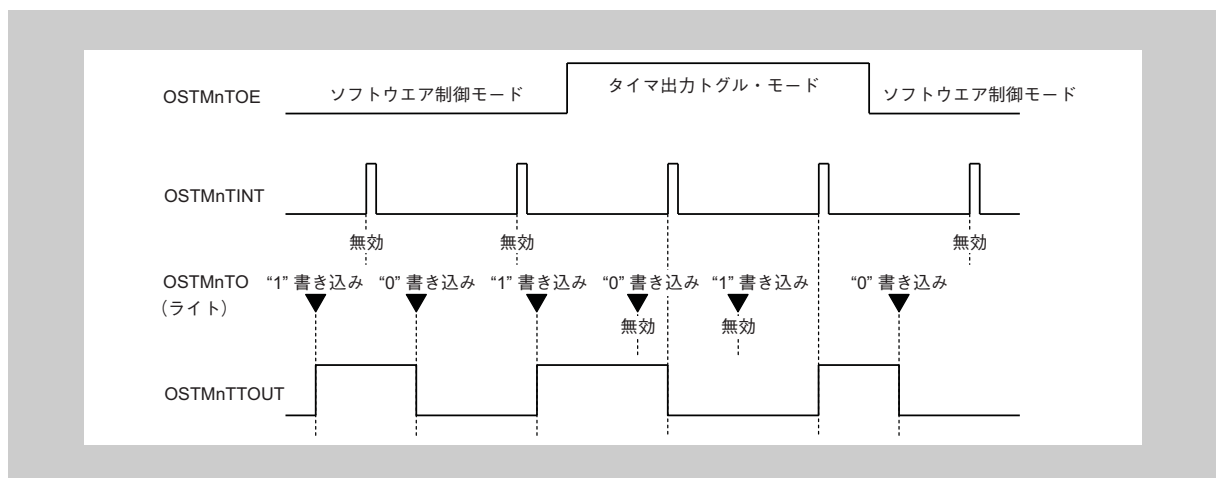 OSTMnTOE
ソフトウエア制御モード
タイマ出力トグル・モード
ソフトウエア制御モード
OSTMnTINT
無効
無効
無効
OSTMnTO
(ライト)
“1” 書き込み
“0” 書き込み
“1” 書き込み
“0” 書き込み
“1” 書き込み
“0” 書き込み
無効
無効
OSTMnTTOUT